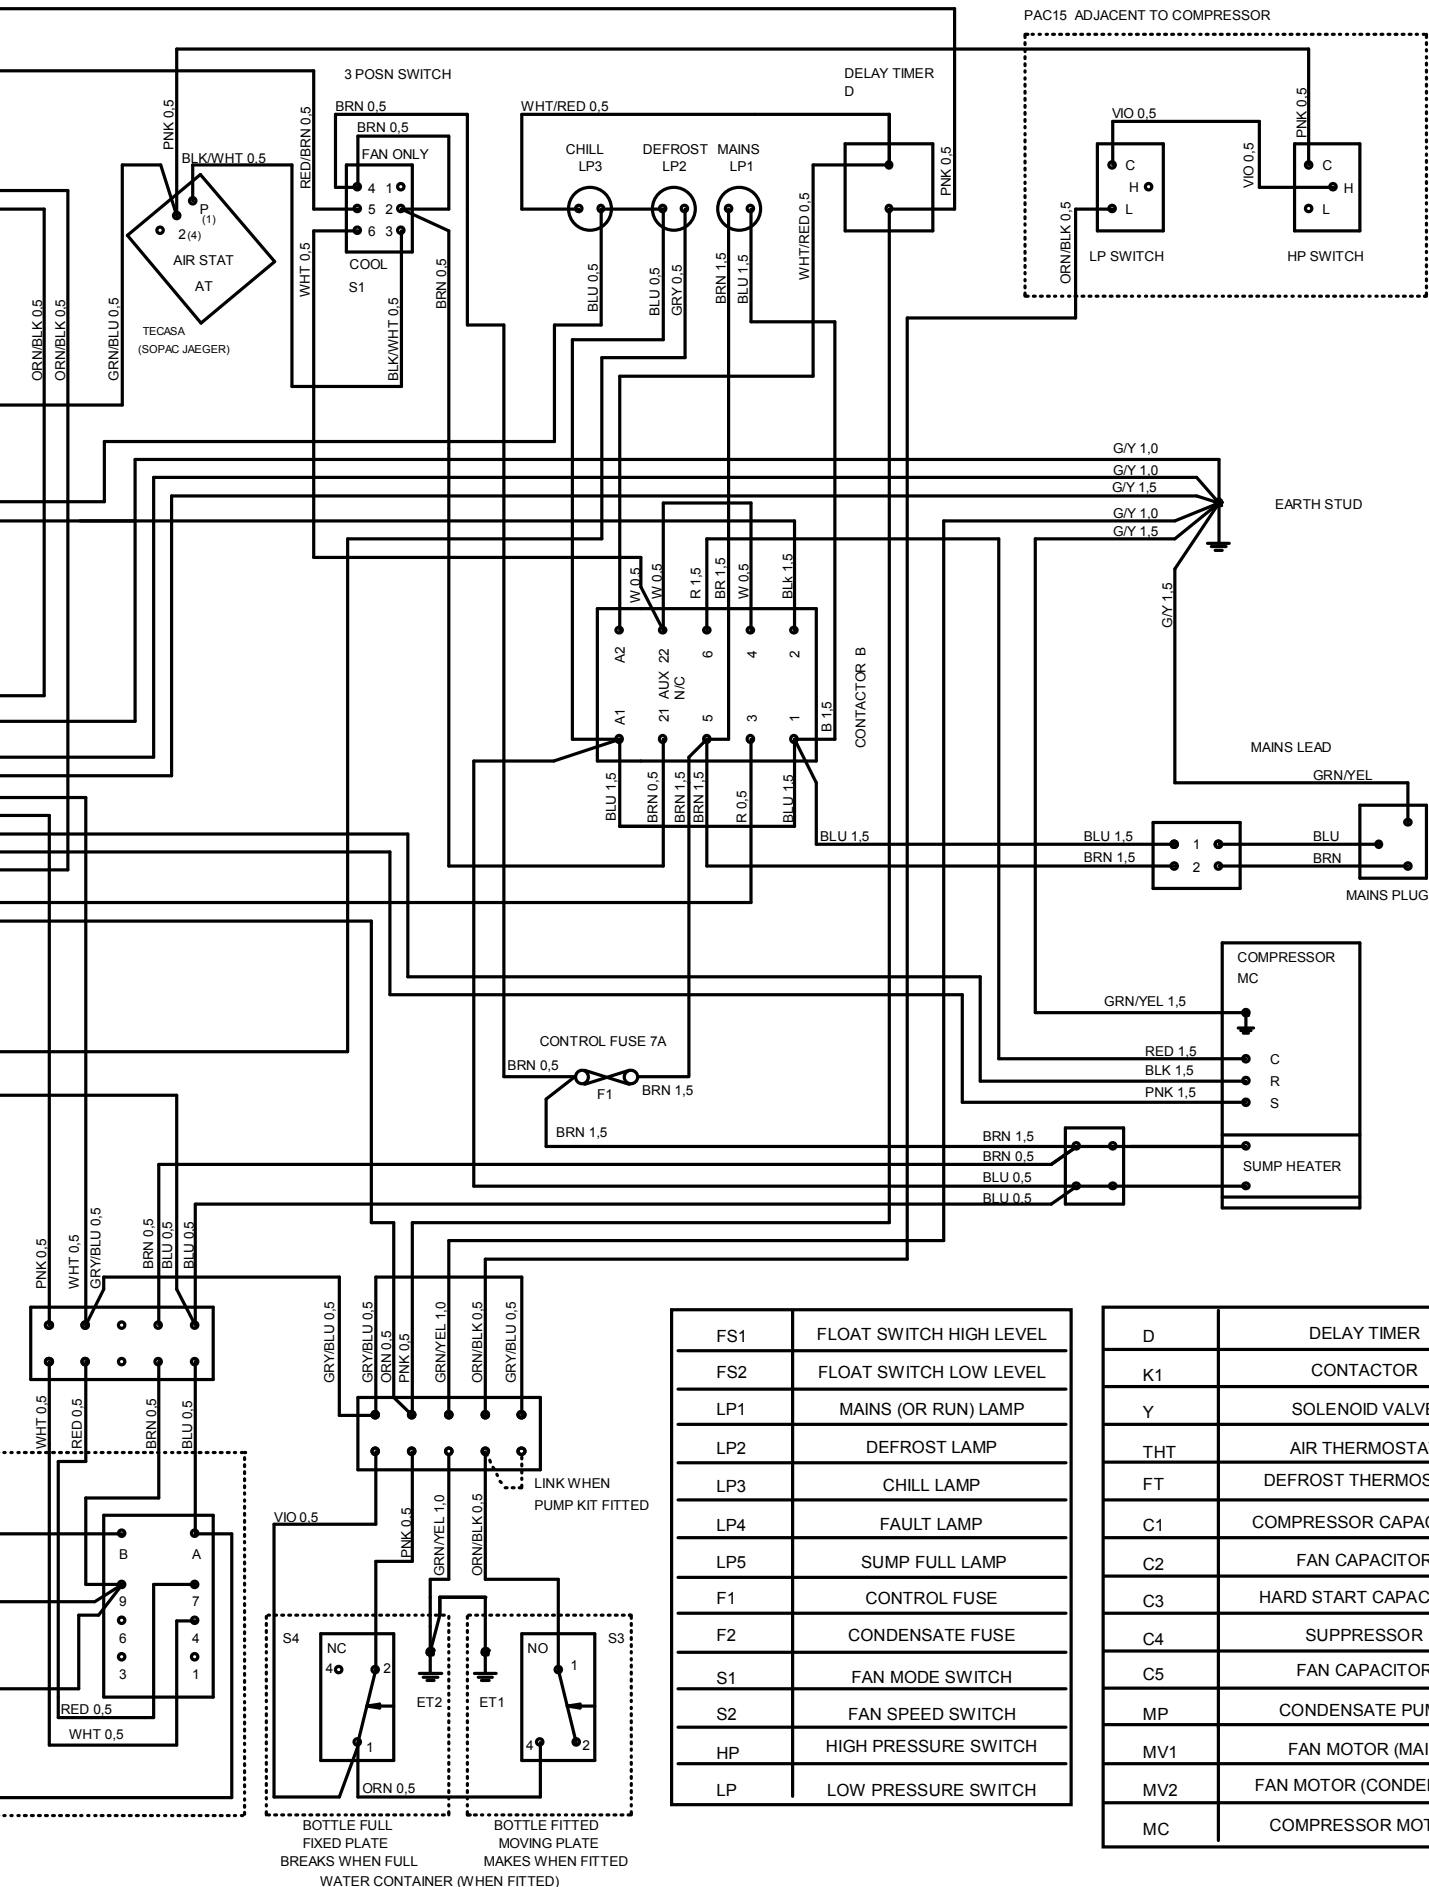 PAC15 ADJACENT TO COMPRESSOR
3 POSN SWITCH
DELAY TIMER
D
PNK 0,5
BLK/WHT 0,5
RED/BRN 0,5
BRN 0,5
BRN 0,5
FAN ONLY
4 1
5 2
6 3
COOL
S1
WHT/RED 0,5
CHILL
LP3
DEFROST
LP2
MAINS
LP1
PNK 0,5
WHT/RED 0,5
VIO 0,5
VIO 0,5
PNK 0,5
C
H
L
C
H
L
ORN/BLK 0,5
LP SWITCH
HP SWITCH
P
(1)
2(4)
AIR STAT
AT
TECASA
(SOPAC JAEGER)
ORN/BLK 0,5
ORN/BLK 0,5
GRN/BLU 0,5
WHT 0,5
BLK/WHT 0,5
BRN 0,5
BLU 0,5
BLU 0,5
GRY 0,5
BRN 1,5
BLU 1,5
G/Y 1,0
G/Y 1,0
G/Y 1,5
G/Y 1,0
G/Y 1,5
EARTH STUD
G/Y 1,5
W 0,5
W 0,5
R 1,5
BR 1,5
W 0,5
BLk 1,5
A2
22
6
4
2
AUX
N/C
A1
21
5
3
1
B 1,5
CONTACTOR B
BLU 1,5
BRN 0,5
BRN 1,5
BRN 1,5
R 0,5
BLU 1,5
BLU 1,5
MAINS LEAD
GRN/YEL
BLU 1,5
BRN 1,5
1
2
BLU
BRN
MAINS PLUG
COMPRESSOR
MC
GRN/YEL 1,5
RED 1,5
BLK 1,5
PNK 1,5
C
R
S
CONTROL FUSE 7A
BRN 0,5
F1
BRN 1,5
BRN 1,5
BRN 1,5
BRN 0,5
BLU 0,5
BLU 0,5
SUMP HEATER
PNK 0,5
WHT 0,5
GRY/BLU 0,5
BRN 0,5
BLU 0,5
BLU 0,5
GRY/BLU 0,5
GRY/BLU 0,5
ORN 0,5
PNK 0,5
GRN/YEL 1,0
ORN/BLK 0,5
GRY/BLU 0,5
WHT 0,5
RED 0,5
BRN 0,5
BLU 0,5
LINK WHEN
PUMP KIT FITTED
VIO 0,5
PNK 0,5
GRN/YEL 1,0
ORN/BLK 0,5
B
A
9
7
6
4
3
1
RED 0,5
WHT 0,5
S4
NC
4
2
1
ET2
ET1
NO
S3
1
4
2
ORN 0,5
BOTTLE FULL
FIXED PLATE
BREAKS WHEN FULL
BOTTLE FITTED
MOVING PLATE
MAKES WHEN FITTED
WATER CONTAINER (WHEN FITTED)
FS1 FLOAT SWITCH HIGH LEVEL
FS2 FLOAT SWITCH LOW LEVEL
LP1 MAINS (OR RUN) LAMP
LP2 DEFROST LAMP
LP3 CHILL LAMP
LP4 FAULT LAMP
LP5 SUMP FULL LAMP
F1 CONTROL FUSE
F2 CONDENSATE FUSE
S1 FAN MODE SWITCH
S2 FAN SPEED SWITCH
HP HIGH PRESSURE SWITCH
LP LOW PRESSURE SWITCH
D DELAY TIMER
K1 CONTACTOR
Y SOLENOID VALVE
THT AIR THERMOSTA
FT DEFROST THERMOS
C1 COMPRESSOR CAPAC
C2 FAN CAPACITOR
C3 HARD START CAPAC
C4 SUPPRESSOR
C5 FAN CAPACITOR
MP CONDENSATE PUM
MV1 FAN MOTOR (MAI
MV2 FAN MOTOR (CONDE
MC COMPRESSOR MOT